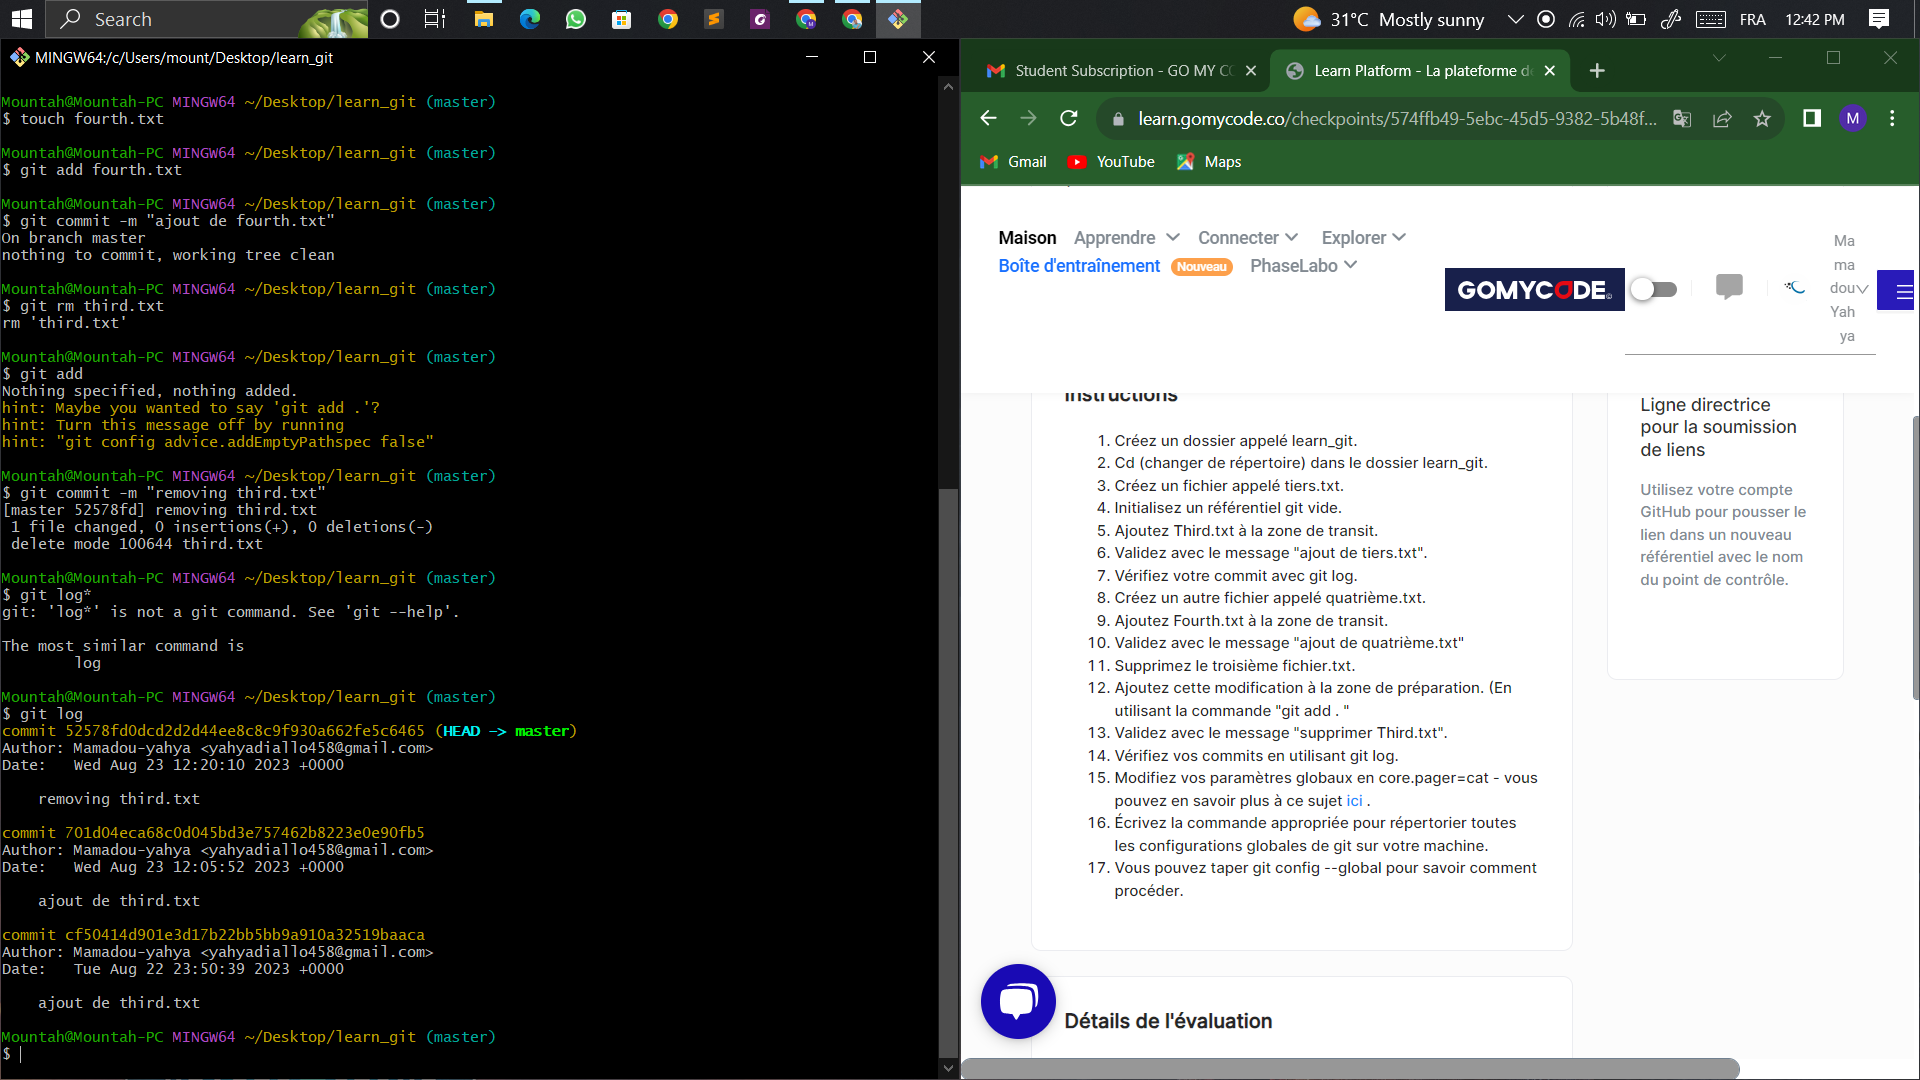 Search
31°C Mostly sunny
FRA
12:42 PM
MINGW64:/c/Users/mount/Desktop/learn_git
Mountah@Mountah-PC MINGW64 ~/Desktop/learn_git (master)
$ touch fourth.txt
Mountah@Mountah-PC MINGW64 ~/Desktop/learn_git (master)
$ git add fourth.txt
Mountah@Mountah-PC MINGW64 ~/Desktop/learn_git (master)
$ git commit -m "ajout de fourth.txt"
On branch master
nothing to commit, working tree clean
Mountah@Mountah-PC MINGW64 ~/Desktop/learn_git (master)
$ git rm third.txt
rm 'third.txt'
Mountah@Mountah-PC MINGW64 ~/Desktop/learn_git (master)
$ git add
Nothing specified, nothing added.
hint: Maybe you wanted to say 'git add .'?
hint: Turn this message off by running
hint: "git config advice.addEmptyPathspec false"
Mountah@Mountah-PC MINGW64 ~/Desktop/learn_git (master)
$ git commit -m "removing third.txt"
[master 52578fd] removing third.txt
1 file changed, 0 insertions(+), 0 deletions(-)
delete mode 100644 third.txt
Mountah@Mountah-PC MINGW64 ~/Desktop/learn_git (master)
$ git log*
git: 'log*' is not a git command. See 'git --help'.
The most similar command is
log
Mountah@Mountah-PC MINGW64 ~/Desktop/learn_git (master)
$ git log
commit 52578fd0dcd2d2d44ee8c8c9f930a662fe5c6465 (HEAD -> master)
Author: Mamadou-yahya <yahyadiallo458@gmail.com>
Date: Wed Aug 23 12:20:10 2023 +0000
removing third.txt
commit 701d04eca68c0d045bd3e757462b8223e0e90fb5
Author: Mamadou-yahya <yahyadiallo458@gmail.com>
Date: Wed Aug 23 12:05:52 2023 +0000
ajout de third.txt
commit cf50414d901e3d17b22bb5bb9a910a32519baaca
Author: Mamadou-yahya <yahyadiallo458@gmail.com>
Date: Tue Aug 22 23:50:39 2023 +0000
ajout de third.txt
Mountah@Mountah-PC MINGW64 ~/Desktop/learn_git (master)
$
Student Subscription - GO MY CO
Learn Platform - La plateforme de
learn.gomycode.co/checkpoints/574ffb49-5ebc-45d5-9382-5b48f...
M
Gmail
YouTube
Maps
Maison
Apprendre
Connecter
Explorer
Boîte d'entraînement
Nouveau
PhaseLabo
GOMYCODE
Ma
ma
dou
Yah
ya
Instructions
1. Créez un dossier appelé learn_git.
2. Cd (changer de répertoire) dans le dossier learn_git.
3. Créez un fichier appelé tiers.txt.
4. Initialisez un référentiel git vide.
5. Ajoutez Third.txt à la zone de transit.
6. Validez avec le message "ajout de tiers.txt".
7. Vérifiez votre commit avec git log.
8. Créez un autre fichier appelé quatrième.txt.
9. Ajoutez Fourth.txt à la zone de transit.
10. Validez avec le message "ajout de quatrième.txt"
11. Supprimez le troisième fichier.txt.
12. Ajoutez cette modification à la zone de préparation. (En
utilisant la commande "git add . "
13. Validez avec le message "supprimer Third.txt".
14. Vérifiez vos commits en utilisant git log.
15. Modifiez vos paramètres globaux en core.pager=cat - vous
pouvez en savoir plus à ce sujet ici .
16. Écrivez la commande appropriée pour répertorier toutes
les configurations globales de git sur votre machine.
17. Vous pouvez taper git config --global pour savoir comment
procéder.
Ligne directrice
pour la soumission
de liens
Utilisez votre compte
GitHub pour pousser le
lien dans un nouveau
référentiel avec le nom
du point de contrôle.
Détails de l'évaluation